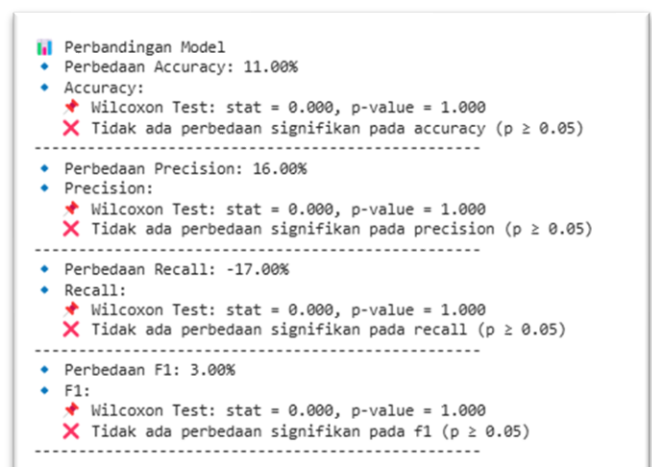 📊 Perbandingan Model
🔹 Perbedaan Accuracy: 11.00%
🔹 Accuracy:
📌 Wilcoxon Test: stat = 0.000, p-value = 1.000
❌ Tidak ada perbedaan signifikan pada accuracy (p ≥ 0.05)
--------------------------------------------------
🔹 Perbedaan Precision: 16.00%
🔹 Precision:
📌 Wilcoxon Test: stat = 0.000, p-value = 1.000
❌ Tidak ada perbedaan signifikan pada precision (p ≥ 0.05)
--------------------------------------------------
🔹 Perbedaan Recall: -17.00%
🔹 Recall:
📌 Wilcoxon Test: stat = 0.000, p-value = 1.000
❌ Tidak ada perbedaan signifikan pada recall (p ≥ 0.05)
--------------------------------------------------
🔹 Perbedaan F1: 3.00%
🔹 F1:
📌 Wilcoxon Test: stat = 0.000, p-value = 1.000
❌ Tidak ada perbedaan signifikan pada f1 (p ≥ 0.05)
--------------------------------------------------